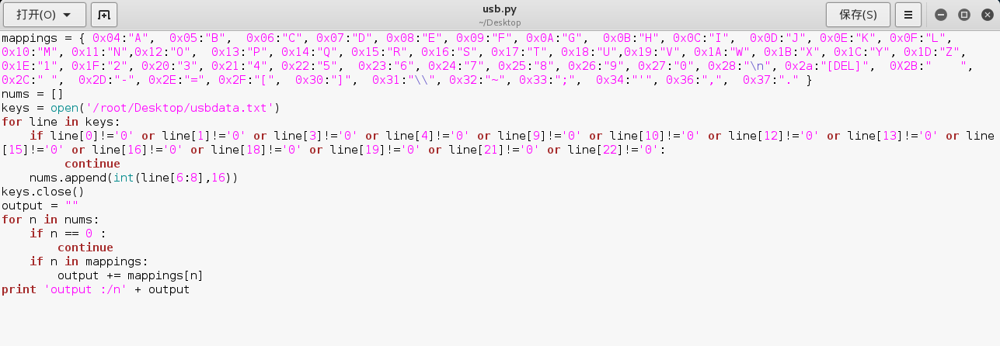 打开(O)
usb.py
~/Desktop
保存(S)
mappings = { 0x04:"A",  0x05:"B",  0x06:"C", 0x07:"D", 0x08:"E", 0x09:"F", 0x0A:"G",  0x0B:"H", 0x0C:"I",  0x0D:"J", 0x0E:"K", 0x0F:"L",
0x10:"M", 0x11:"N",0x12:"O",  0x13:"P", 0x14:"Q", 0x15:"R", 0x16:"S", 0x17:"T", 0x18:"U",0x19:"V", 0x1A:"W", 0x1B:"X", 0x1C:"Y", 0x1D:"Z",
0x1E:"1", 0x1F:"2", 0x20:"3", 0x21:"4", 0x22:"5",  0x23:"6", 0x24:"7", 0x25:"8", 0x26:"9", 0x27:"0", 0x28:"\n", 0x2a:"[DEL]",  0X2B:"    ",
0x2C:" ",  0x2D:"-", 0x2E:"=", 0x2F:"[",  0x30:"]",  0x31:"\\", 0x32:"~", 0x33:";",  0x34:"'", 0x36:",",  0x37:"." }
nums = []
keys = open('/root/Desktop/usbdata.txt')
for line in keys:
    if line[0]!='0' or line[1]!='0' or line[3]!='0' or line[4]!='0' or line[9]!='0' or line[10]!='0' or line[12]!='0' or line[13]!='0' or line
[15]!='0' or line[16]!='0' or line[18]!='0' or line[19]!='0' or line[21]!='0' or line[22]!='0':
         continue
    nums.append(int(line[6:8],16))
keys.close()
output = ""
for n in nums:
    if n == 0 :
        continue
    if n in mappings:
        output += mappings[n]
print 'output :/n' + output